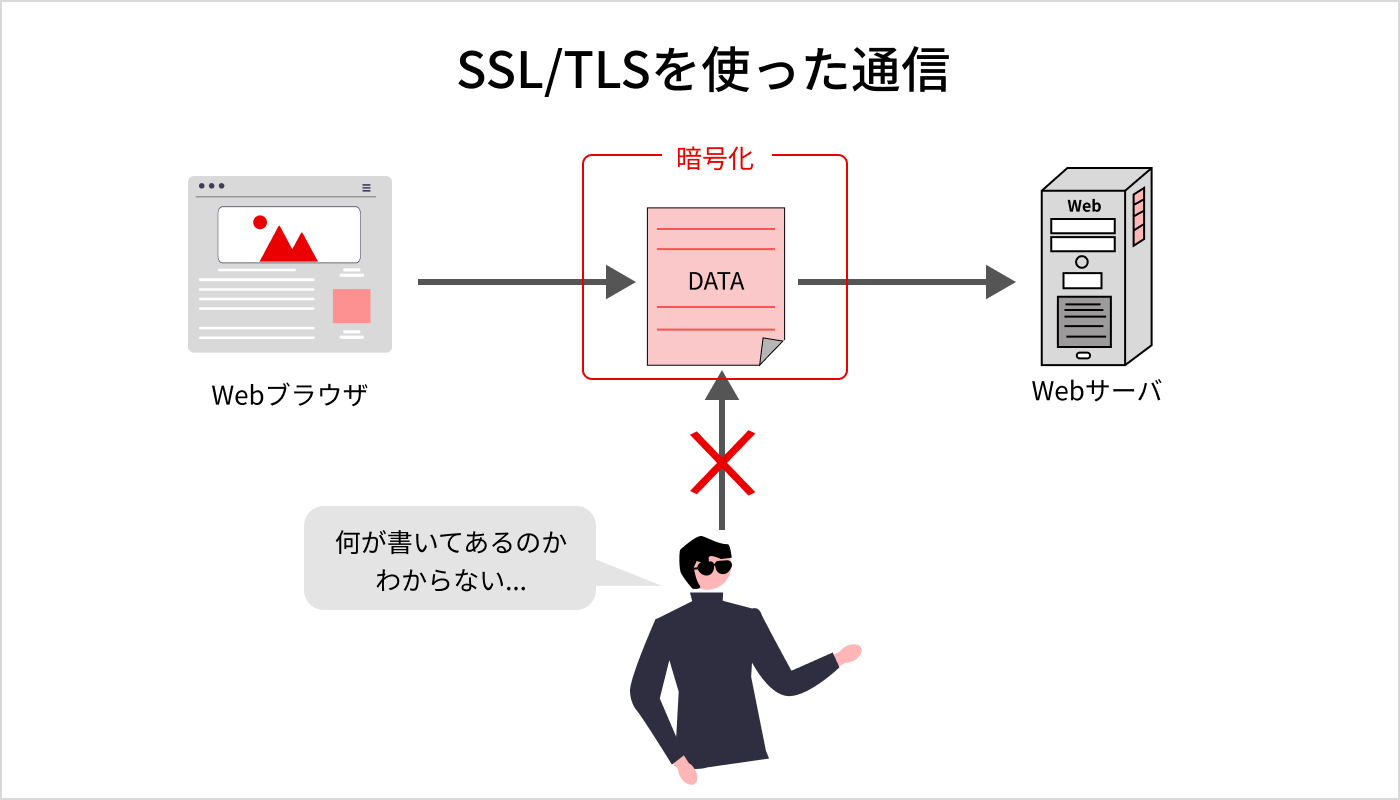 SSL/TLSを使った通信
暗号化
Web
DATA
Webブラウザ
Webサーバ
何が書いてあるのか
わからない...